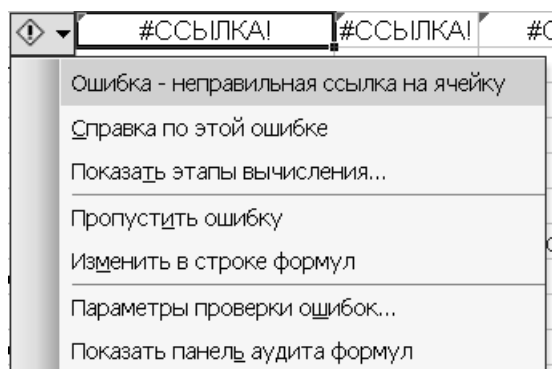 #ССЫЛКА! #ССЫЛКА!
Ошибка - неправильная ссылка на ячейку
Справка по этой ошибке
Показать этапы вычисления...
Пропустить ошибку
Изменить в строке формул
Параметры проверки ошибок...
Показать панель аудита формул